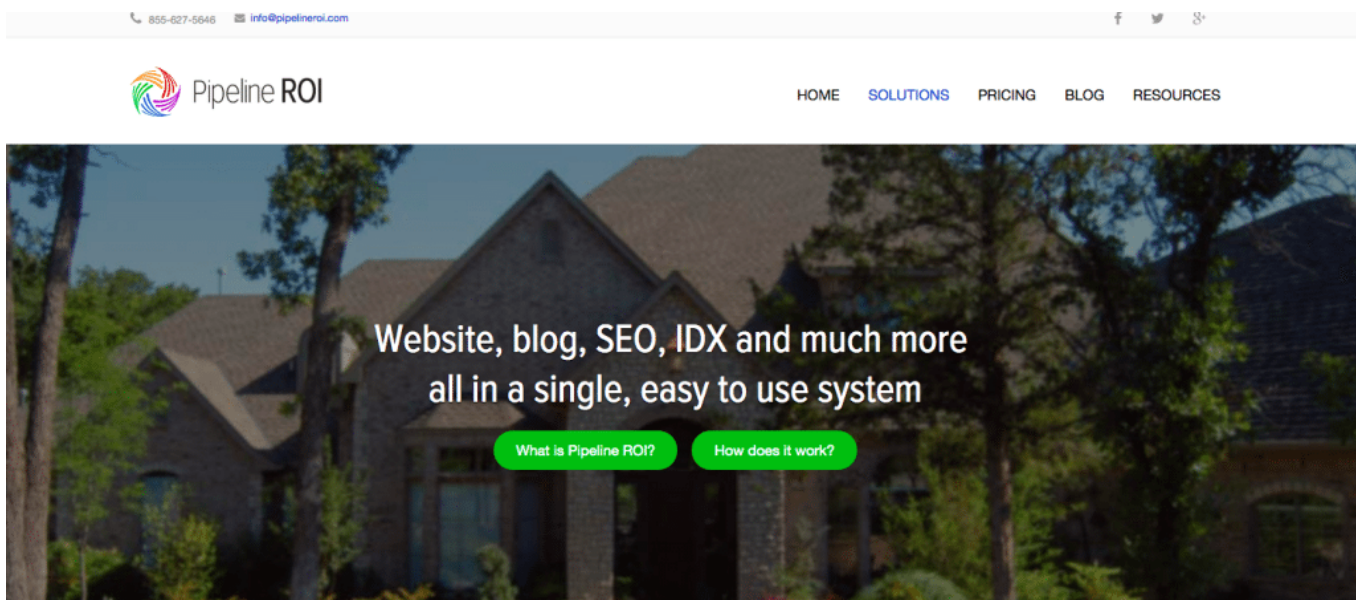 855-627-5646 info@pipelineroi.com
Pipeline ROI
HOME SOLUTIONS PRICING BLOG RESOURCES
Website, blog, SEO, IDX and much more
all in a single, easy to use system
What is Pipeline ROI? How does it work?